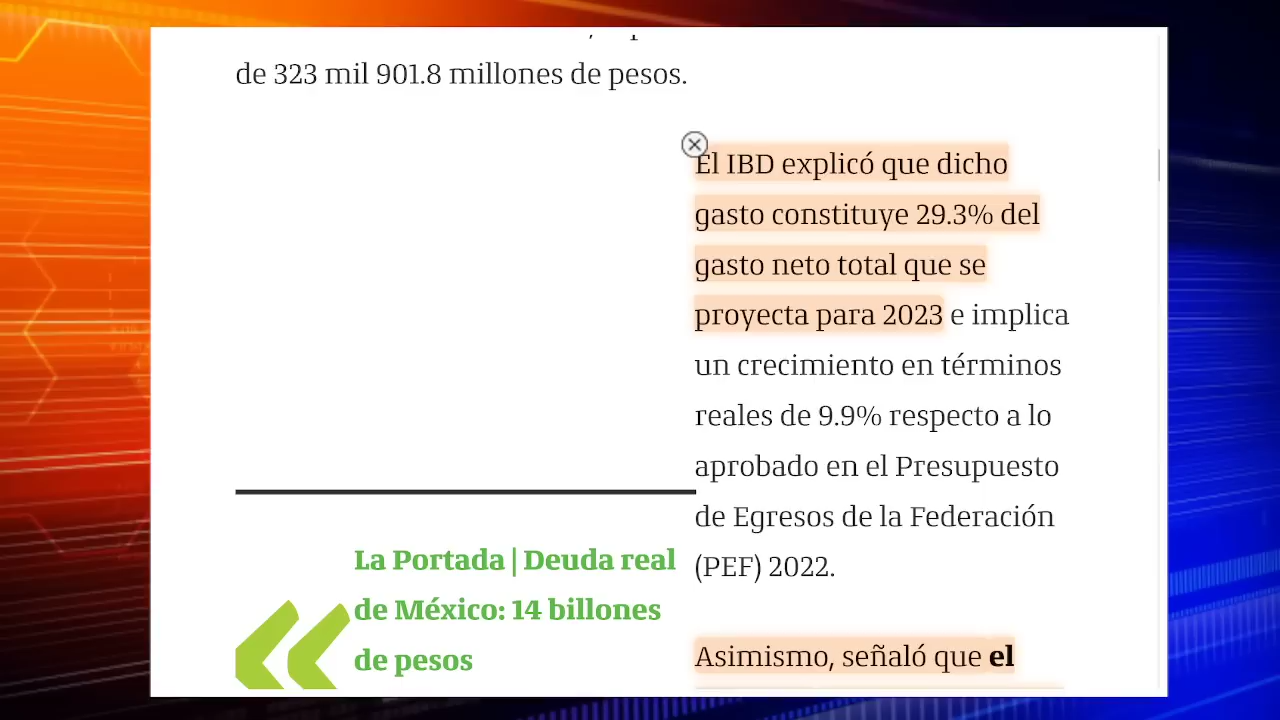 de 323 mil 901.8 millones de pesos.
El IBD explicó que dicho
gasto constituye 29.3% del
gasto neto total que se
proyecta para 2023 e implica
un crecimiento en términos
reales de 9.9% respecto a lo
aprobado en el Presupuesto
de Egresos de la Federación
(PEF) 2022.
La Portada | Deuda real
de México: 14 billones
de pesos
Asimismo, señaló que el